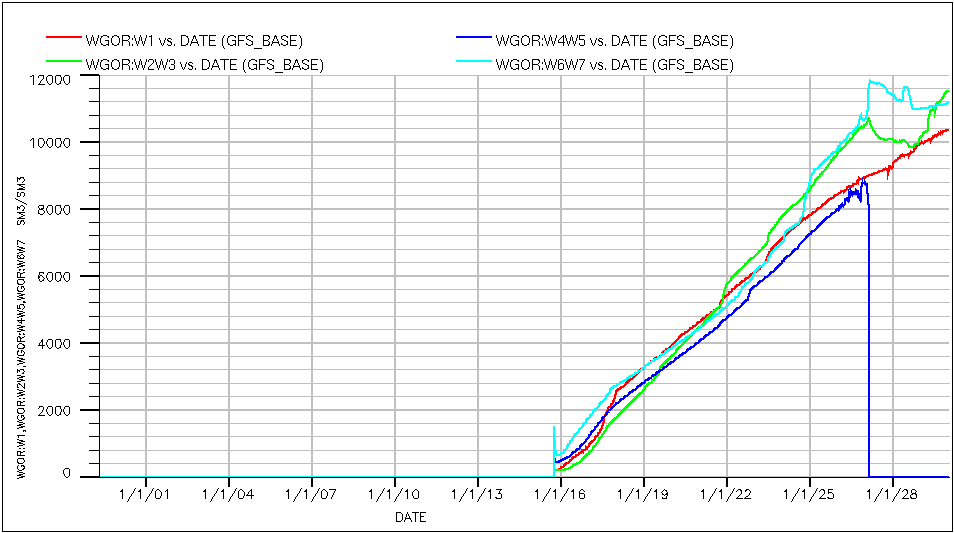 WGOR:W1 vs. DATE (GFS_BASE)
WGOR:W4W5 vs. DATE (GFS_BASE)
WGOR:W2W3 vs. DATE (GFS_BASE)
WGOR:W6W7 vs. DATE (GFS_BASE)
12000
10000
8000
6000
4000
2000
0
WGOR:W1,WGOR:W2W3,WGOR:W4W5,WGOR:W6W7 SM3/SM3
1/1/01 1/1/04 1/1/07 1/1/10 1/1/13 1/1/16 1/1/19 1/1/22 1/1/25 1/1/28
DATE